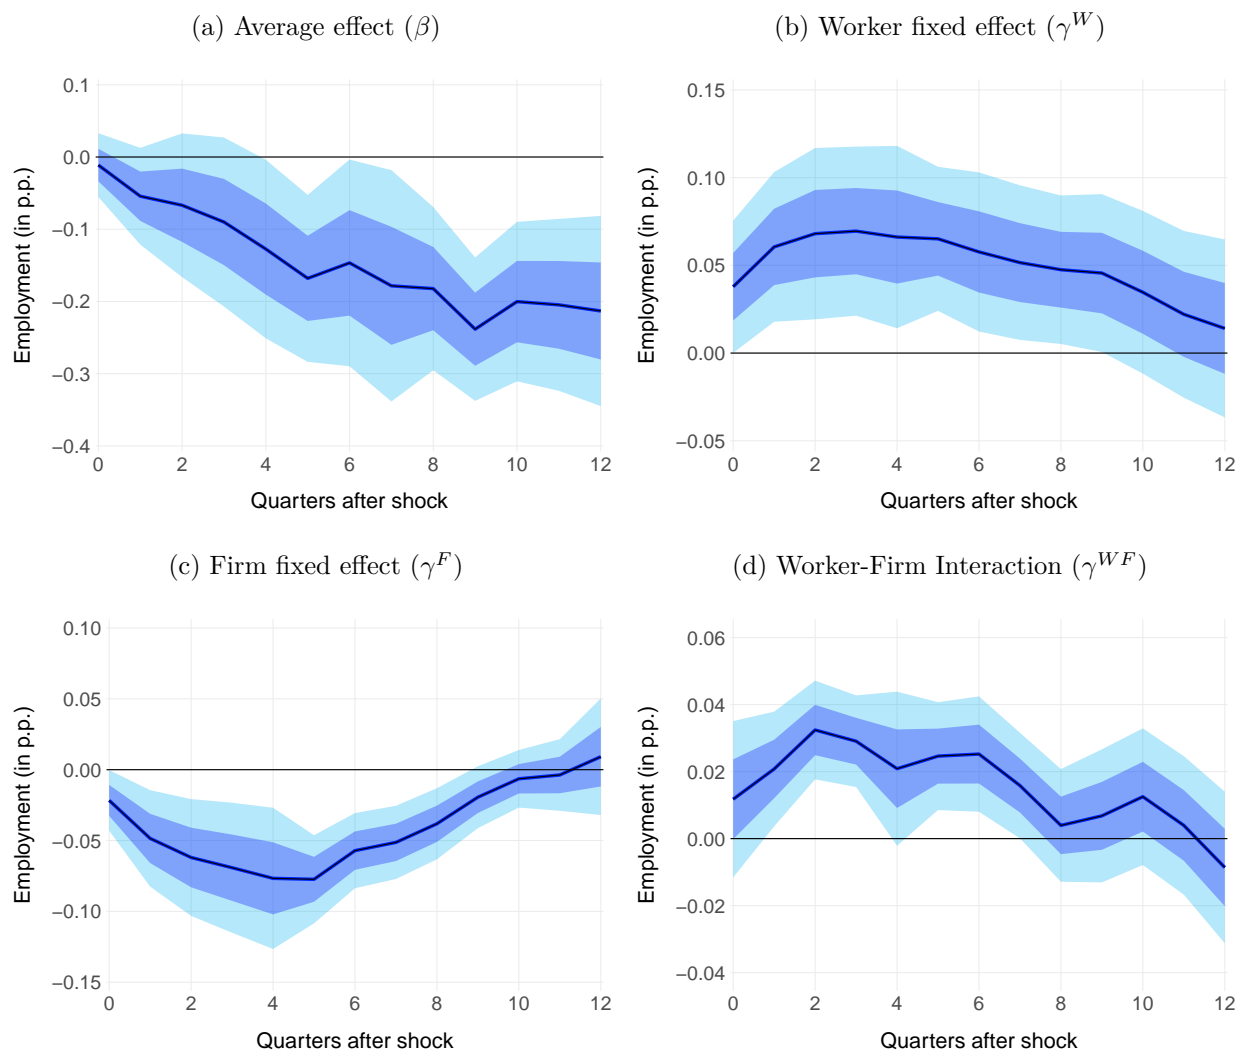 (a) Average effect (β)
0.1
0.0
−0.1
−0.2
−0.3
−0.4
Employment (in p.p.)
0 2 4 6 8 10 12
Quarters after shock
(b) Worker fixed effect (γ^W)
0.15
0.10
0.05
0.00
−0.05
Employment (in p.p.)
0 2 4 6 8 10 12
Quarters after shock
(c) Firm fixed effect (γ^F)
0.10
0.05
0.00
−0.05
−0.10
−0.15
Employment (in p.p.)
0 2 4 6 8 10 12
Quarters after shock
(d) Worker-Firm Interaction (γ^WF)
0.06
0.04
0.02
0.00
−0.02
−0.04
Employment (in p.p.)
0 2 4 6 8 10 12
Quarters after shock